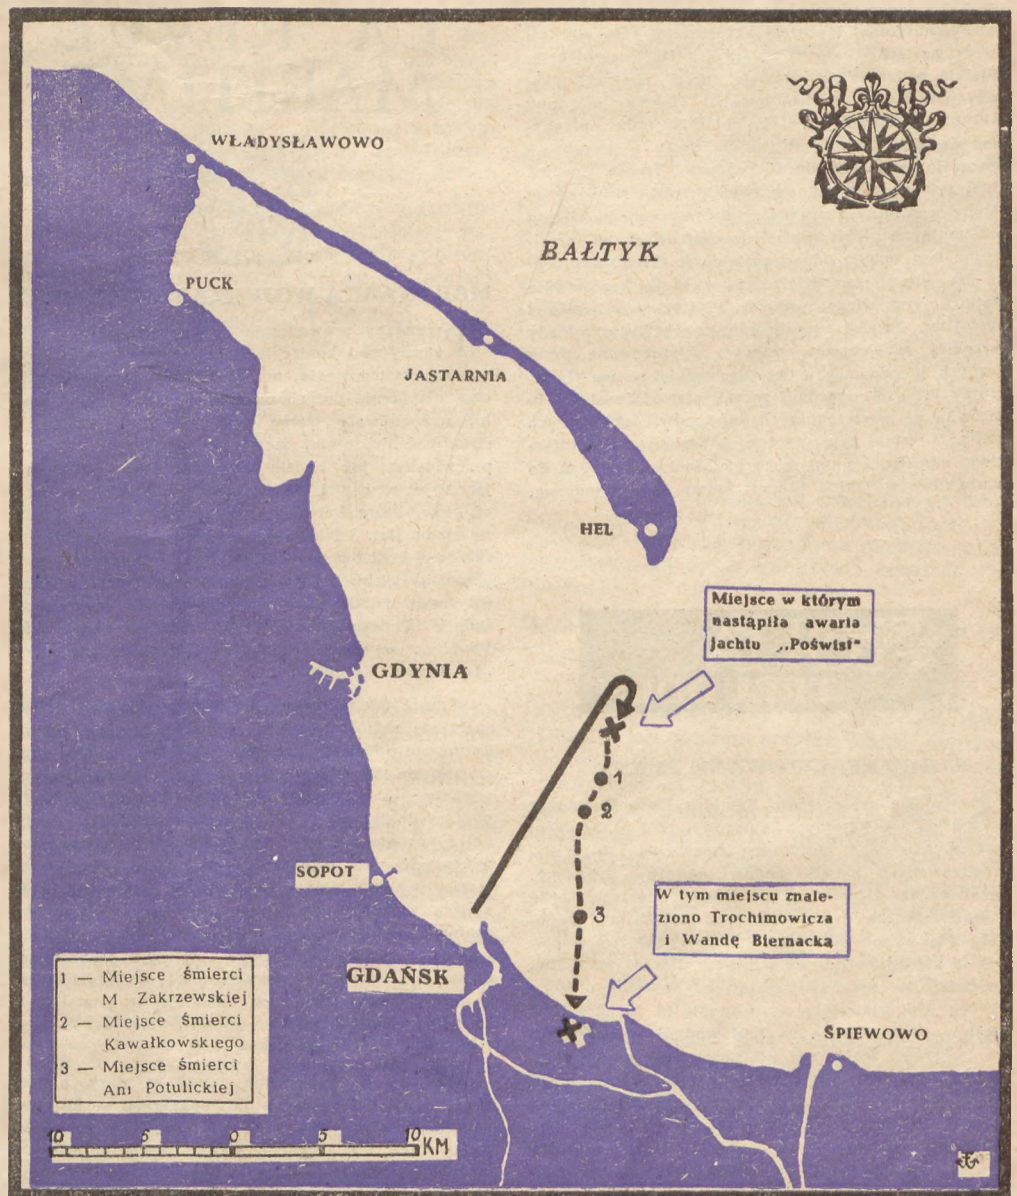 WŁADYSŁAWOWO
BAŁTYK
PUCK
JASTARNIA
HEL
Miejsce w którym
nastąpiła awaria
jachtu „Poświst"
GDYNIA
1
2
SOPOT
W tym miejscu znale-
ziono Trochimowicza
i Wandę Biernacką
3
GDAŃSK
ŚPIEWOWO
1 — Miejsce śmierci
M Zakrzewskiej
2 — Miejsce śmierci
Kawałkowskiego
3 — Miejsce śmierci
Ani Potulickiej
10 5 0 5 10 KM